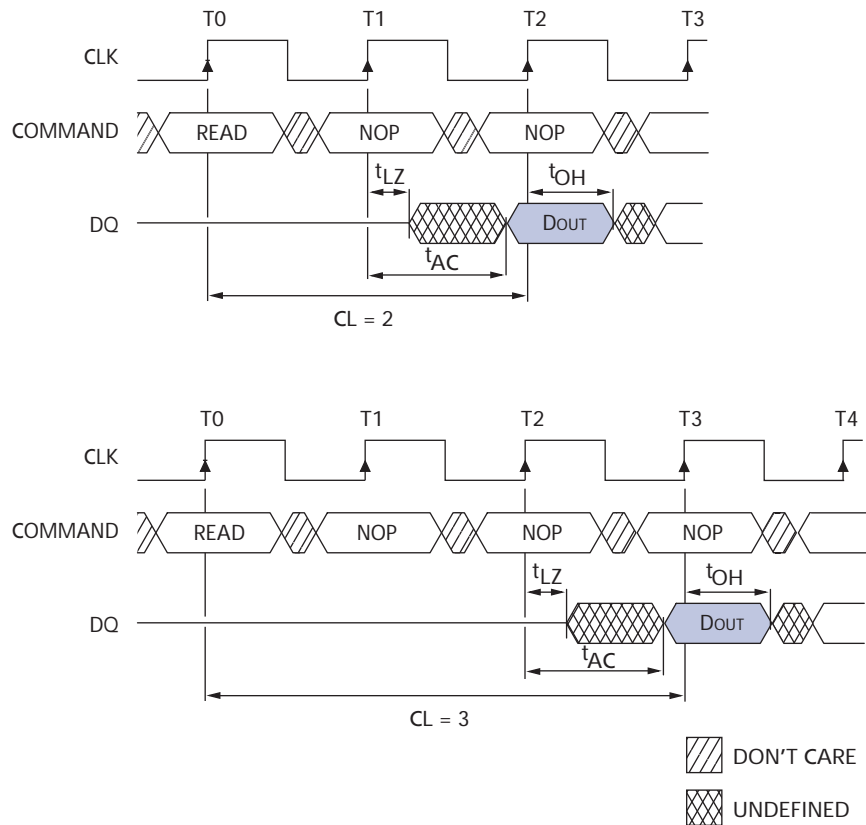 T0 T1 T2 T3
CLK
COMMAND READ NOP NOP
tLZ tOH
DQ DOUT
tAC
CL = 2
T0 T1 T2 T3 T4
CLK
COMMAND READ NOP NOP NOP
tLZ tOH
DQ DOUT
tAC
CL = 3
DON'T CARE
UNDEFINED